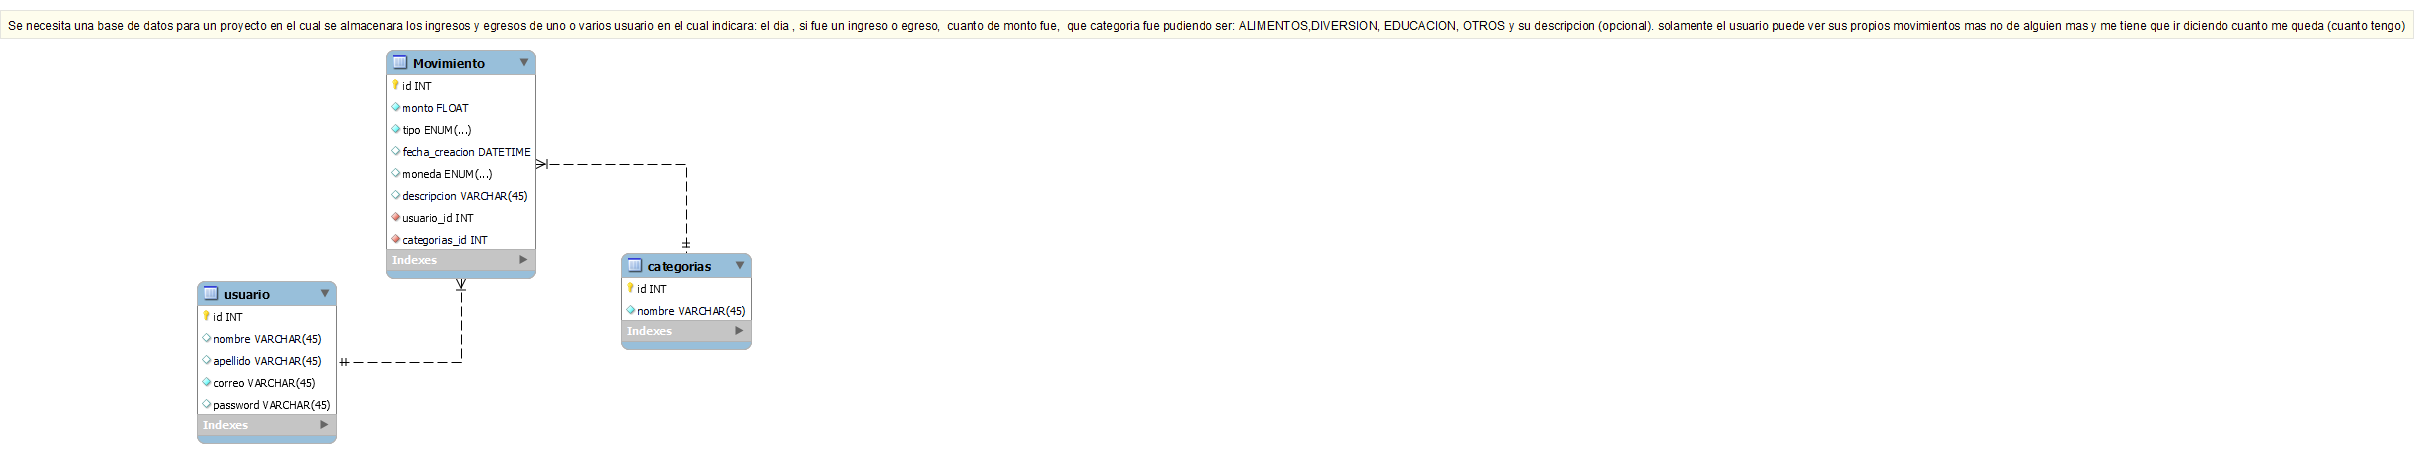 Se necesita una base de datos para un proyecto en el cual se almacenara los ingresos y egresos de uno o varios usuario en el cual indicara: el dia , si fue un ingreso o egreso, cuanto de monto fue, que categoria fue pudiendo ser: ALIMENTOS,DIVERSION, EDUCACION, OTROS y su descripcion (opcional). solamente el usuario puede ver sus propios movimientos mas no de alguien mas y me tiene que ir diciendo cuanto me queda (cuanto tengo)
Movimiento
id INT
monto FLOAT
tipo ENUM(...)
fecha_creacion DATETIME
moneda ENUM(...)
descripcion VARCHAR(45)
usuario_id INT
categorias_id INT
Indexes
categorias
id INT
nombre VARCHAR(45)
Indexes
usuario
id INT
nombre VARCHAR(45)
apellido VARCHAR(45)
correo VARCHAR(45)
password VARCHAR(45)
Indexes